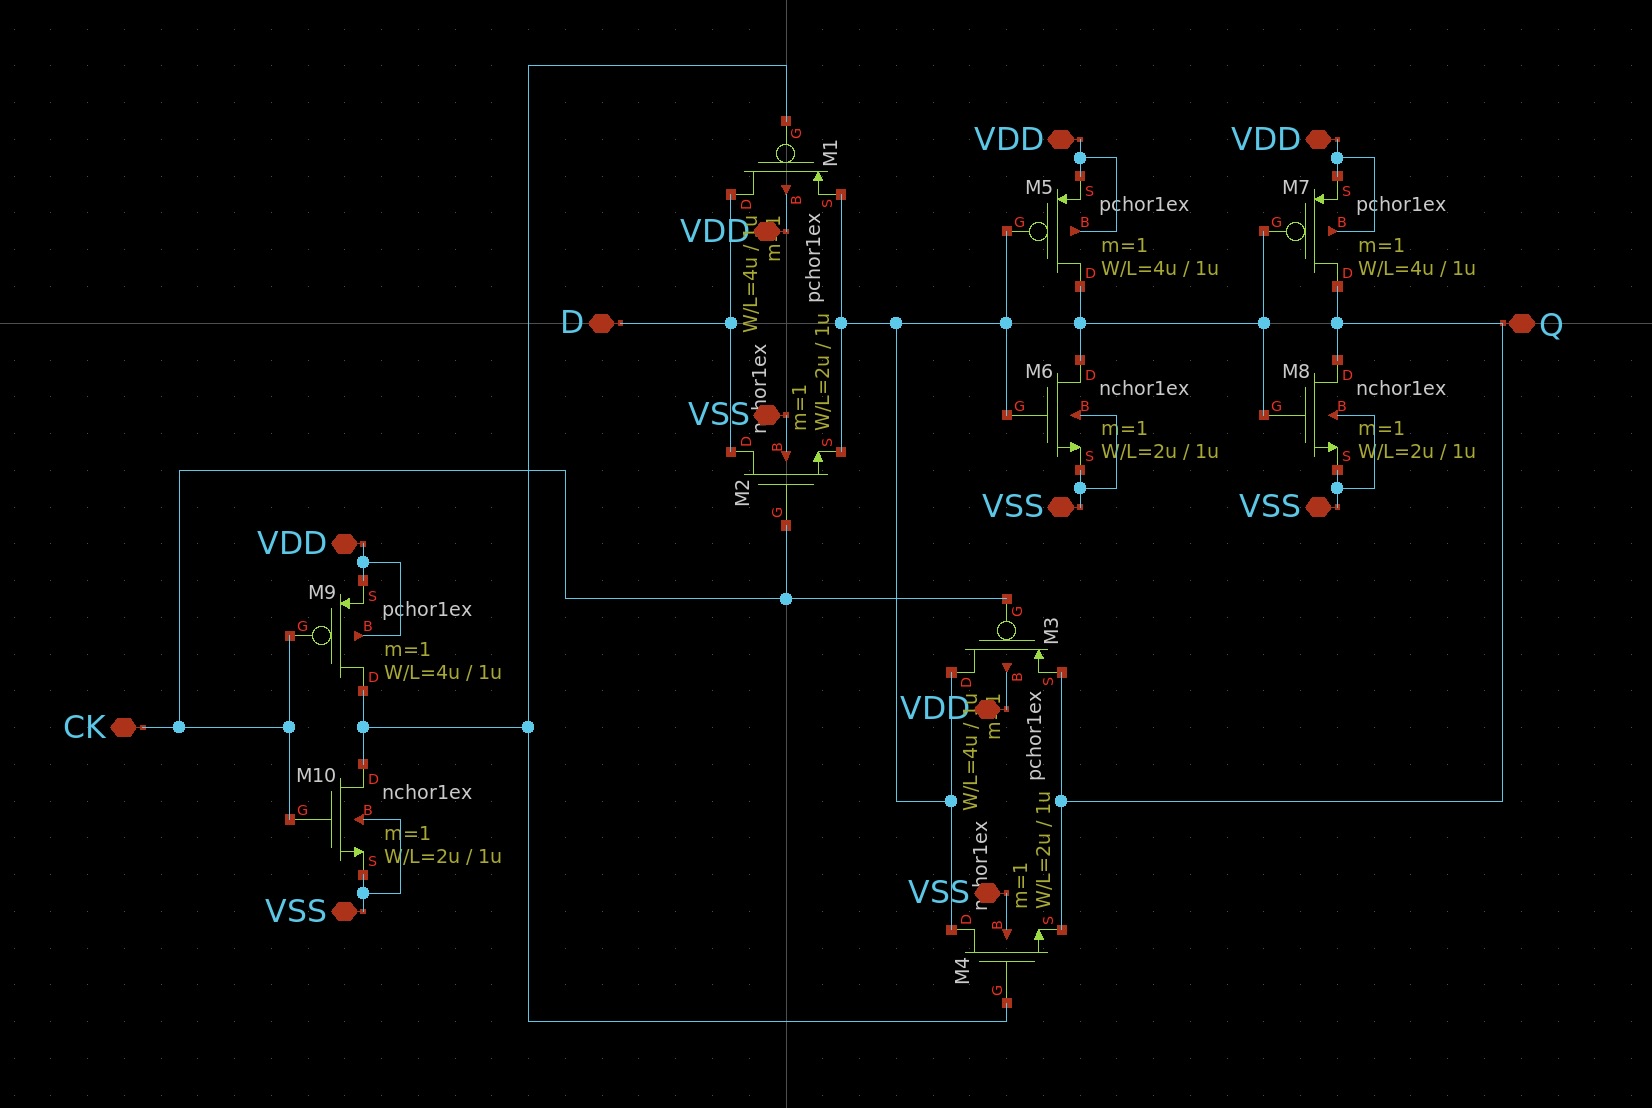 G
M1
D
B
S
VDD
W/L=4u / 1u
m=1
pchor1ex
D
nchor1ex
VSS
m=1
W/L=2u / 1u
D
B
S
M2
G
VDD
M5
S
pchor1ex
G
B
m=1
W/L=4u / 1u
D
M6
D
nchor1ex
G
B
m=1
W/L=2u / 1u
S
VSS
VDD
M7
S
pchor1ex
G
B
m=1
W/L=4u / 1u
D
Q
M8
D
nchor1ex
G
B
m=1
W/L=2u / 1u
S
VSS
VDD
M9
S
pchor1ex
G
B
m=1
W/L=4u / 1u
D
CK
M10
D
nchor1ex
G
B
m=1
W/L=2u / 1u
S
VSS
G
M3
D
B
S
VDD
W/L=4u / 1u
m=1
pchor1ex
nchor1ex
VSS
m=1
W/L=2u / 1u
D
B
S
M4
G